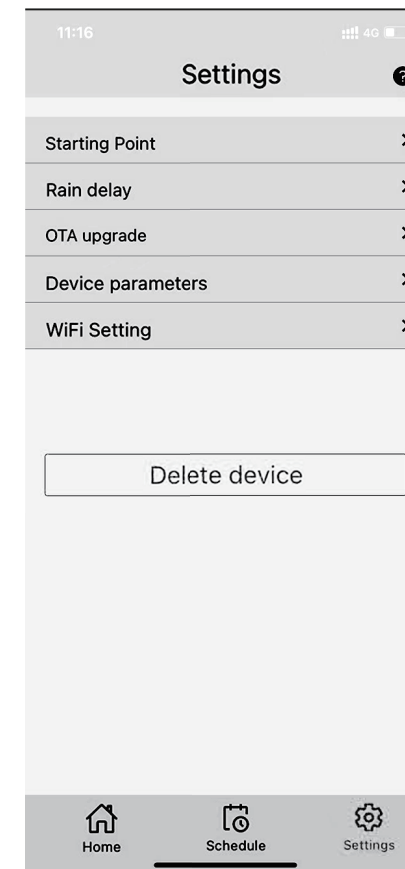 11:16 4G
Settings ?
Starting Point
Rain delay
OTA upgrade
Device parameters
WiFi Setting
Delete device
Home Schedule Settings